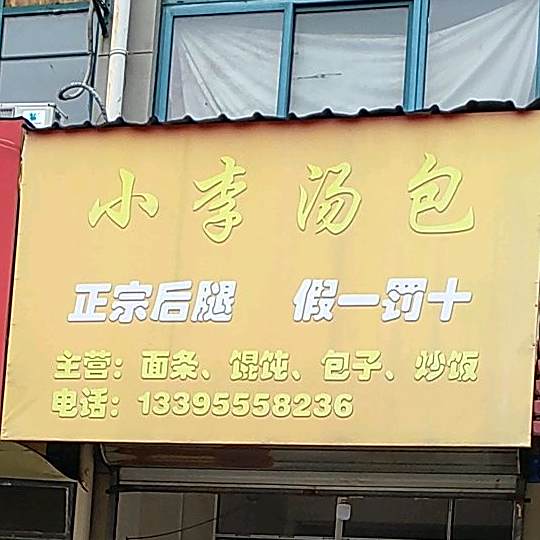 小李汤包
正宗后腿 假一罚十
主营：面条、馄饨、包子、炒饭
电话：13395558236